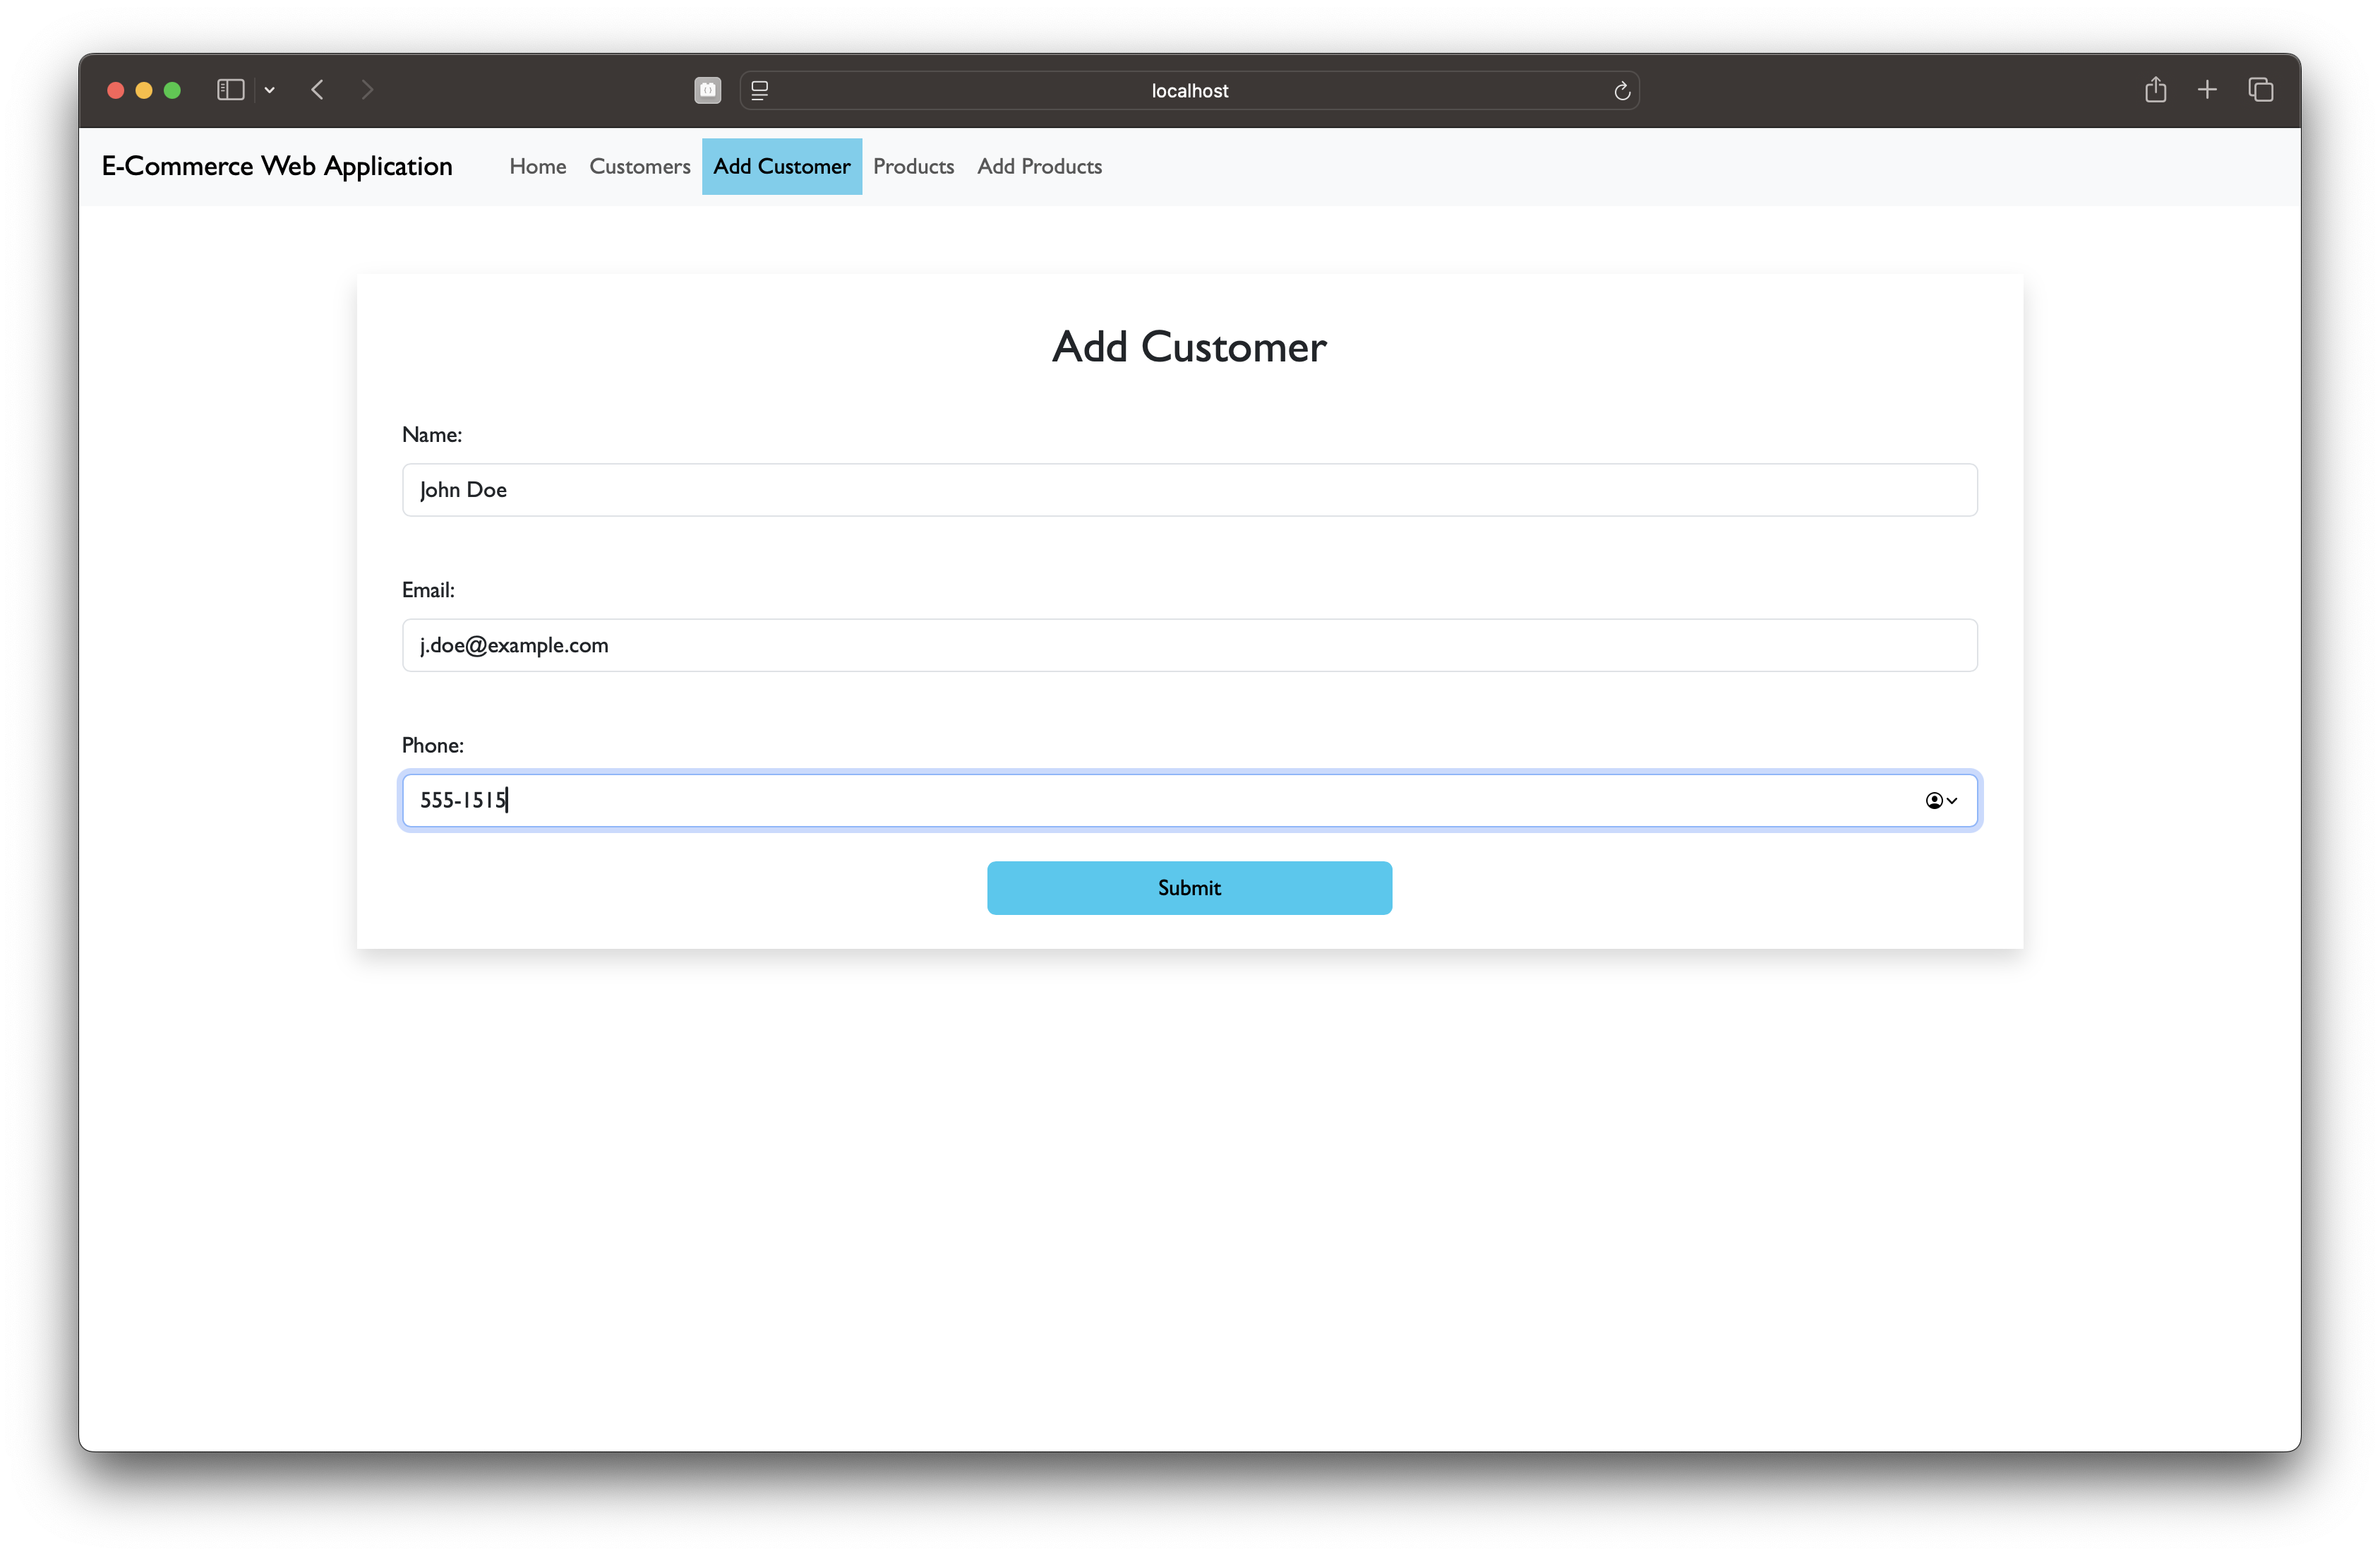 localhost
E-Commerce Web Application Home Customers Add Customer Products Add Products
Add Customer
Name:
John Doe
Email:
j.doe@example.com
Phone:
555-1515
Submit